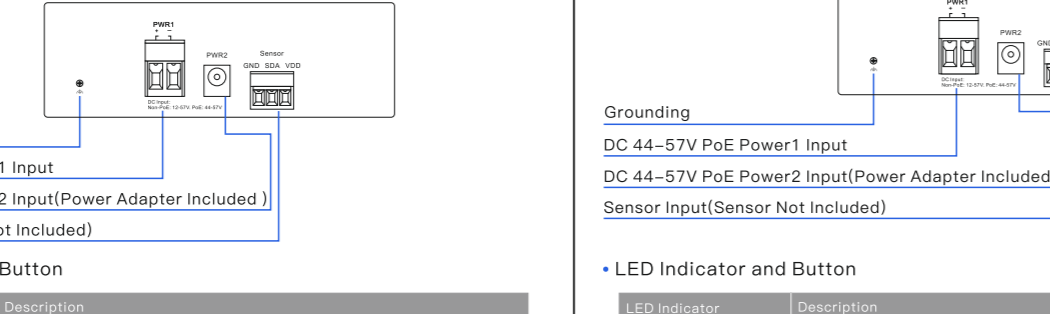 PWR1
+ −
PWR2
Sensor
GND SDA VDD
DC Input:
Non-PoE: 12-57V, PoE: 44-57V
1 Input
2 Input(Power Adapter Included )
ot Included)
Button
Description
PWR1
+ −
PWR2
GND
DC Input:
Non-PoE: 12-57V, PoE: 44-57V
Grounding
DC 44–57V PoE Power1 Input
DC 44–57V PoE Power2 Input(Power Adapter Included
Sensor Input(Sensor Not Included)
• LED Indicator and Button
LED Indicator Description